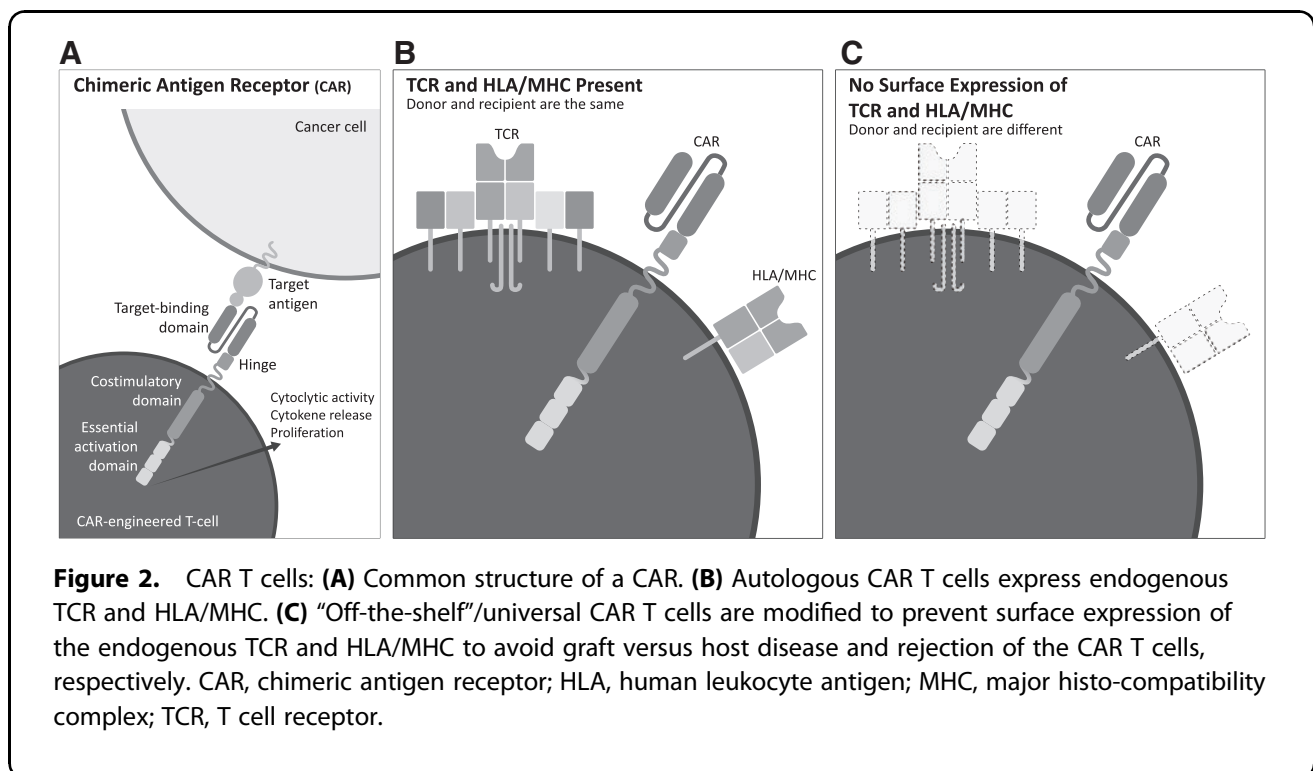 A
Chimeric Antigen Receptor (CAR)
Cancer cell
Target
antigen
Target-binding
domain
Hinge
Costimulatory
domain
Cytoclytic activity
Cytokene release
Proliferation
Essential
activation
domain
CAR-engineered T-cell
B
TCR and HLA/MHC Present
Donor and recipient are the same
TCR
CAR
HLA/MHC
C
No Surface Expression of
TCR and HLA/MHC
Donor and recipient are different
CAR
Figure 2. CAR T cells: (A) Common structure of a CAR. (B) Autologous CAR T cells express endogenous
TCR and HLA/MHC. (C) “Off-the-shelf”/universal CAR T cells are modified to prevent surface expression of
the endogenous TCR and HLA/MHC to avoid graft versus host disease and rejection of the CAR T cells,
respectively. CAR, chimeric antigen receptor; HLA, human leukocyte antigen; MHC, major histo-compatibility
complex; TCR, T cell receptor.